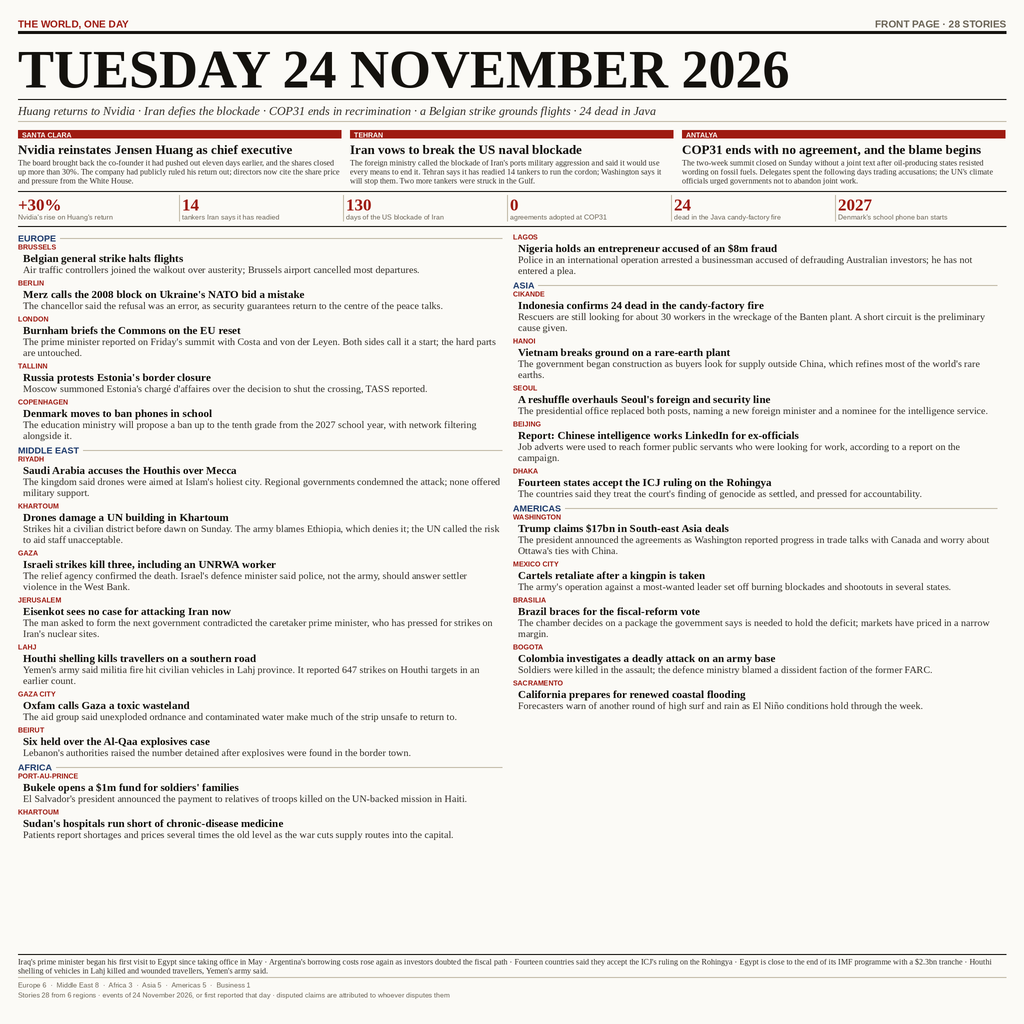 THE WORLD, ONE DAY
FRONT PAGE · 28 STORIES
TUESDAY 24 NOVEMBER 2026
Huang returns to Nvidia · Iran defies the blockade · COP31 ends in recrimination · a Belgian strike grounds flights · 24 dead in Java
SANTA CLARA
Nvidia reinstates Jensen Huang as chief executive
The board brought back the co-founder it had pushed out eleven days earlier, and the shares closed
up more than 30%. The company had publicly ruled his return out; directors now cite the share price
and pressure from the White House.
TEHRAN
Iran vows to break the US naval blockade
The foreign ministry called the blockade of Iran's ports military aggression and said it would use
every means to end it. Tehran says it has readied 14 tankers to run the cordon; Washington says it
will stop them. Two more tankers were struck in the Gulf.
ANTALYA
COP31 ends with no agreement, and the blame begins
The two-week summit closed on Sunday without a joint text after oil-producing states resisted
wording on fossil fuels. Delegates spent the following days trading accusations; the UN's climate
officials urged governments not to abandon joint work.
+30%
Nvidia's rise on Huang's return
14
tankers Iran says it has readied
130
days of the US blockade of Iran
0
agreements adopted at COP31
24
dead in the Java candy-factory fire
2027
Denmark's school phone ban starts
EUROPE
BRUSSELS
Belgian general strike halts flights
Air traffic controllers joined the walkout over austerity; Brussels airport cancelled most departures.
BERLIN
Merz calls the 2008 block on Ukraine's NATO bid a mistake
The chancellor said the refusal was an error, as security guarantees return to the centre of the peace talks.
LONDON
Burnham briefs the Commons on the EU reset
The prime minister reported on Friday's summit with Costa and von der Leyen. Both sides call it a start; the hard parts
are untouched.
TALLINN
Russia protests Estonia's border closure
Moscow summoned Estonia's chargé d'affaires over the decision to shut the crossing, TASS reported.
COPENHAGEN
Denmark moves to ban phones in school
The education ministry will propose a ban up to the tenth grade from the 2027 school year, with network filtering
alongside it.
MIDDLE EAST
RIYADH
Saudi Arabia accuses the Houthis over Mecca
The kingdom said drones were aimed at Islam's holiest city. Regional governments condemned the attack; none offered
military support.
KHARTOUM
Drones damage a UN building in Khartoum
Strikes hit a civilian district before dawn on Sunday. The army blames Ethiopia, which denies it; the UN called the risk
to aid staff unacceptable.
GAZA
Israeli strikes kill three, including an UNRWA worker
The relief agency confirmed the death. Israel's defence minister said police, not the army, should answer settler
violence in the West Bank.
JERUSALEM
Eisenkot sees no case for attacking Iran now
The man asked to form the next government contradicted the caretaker prime minister, who has pressed for strikes on
Iran's nuclear sites.
LAHJ
Houthi shelling kills travellers on a southern road
Yemen's army said militia fire hit civilian vehicles in Lahj province. It reported 647 strikes on Houthi targets in an
earlier count.
GAZA CITY
Oxfam calls Gaza a toxic wasteland
The aid group said unexploded ordnance and contaminated water make much of the strip unsafe to return to.
BEIRUT
Six held over the Al-Qaa explosives case
Lebanon's authorities raised the number detained after explosives were found in the border town.
AFRICA
PORT-AU-PRINCE
Bukele opens a $1m fund for soldiers' families
El Salvador's president announced the payment to relatives of troops killed on the UN-backed mission in Haiti.
KHARTOUM
Sudan's hospitals run short of chronic-disease medicine
Patients report shortages and prices several times the old level as the war cuts supply routes into the capital.
LAGOS
Nigeria holds an entrepreneur accused of an $8m fraud
Police in an international operation arrested a businessman accused of defrauding Australian investors; he has not
entered a plea.
ASIA
CIKANDE
Indonesia confirms 24 dead in the candy-factory fire
Rescuers are still looking for about 30 workers in the wreckage of the Banten plant. A short circuit is the preliminary
cause given.
HANOI
Vietnam breaks ground on a rare-earth plant
The government began construction as buyers look for supply outside China, which refines most of the world's rare
earths.
SEOUL
A reshuffle overhauls Seoul's foreign and security line
The presidential office replaced both posts, naming a new foreign minister and a nominee for the intelligence service.
BEIJING
Report: Chinese intelligence works LinkedIn for ex-officials
Job adverts were used to reach former public servants who were looking for work, according to a report on the
campaign.
DHAKA
Fourteen states accept the ICJ ruling on the Rohingya
The countries said they treat the court's finding of genocide as settled, and pressed for accountability.
AMERICAS
WASHINGTON
Trump claims $17bn in South-east Asia deals
The president announced the agreements as Washington reported progress in trade talks with Canada and worry about
Ottawa's ties with China.
MEXICO CITY
Cartels retaliate after a kingpin is taken
The army's operation against a most-wanted leader set off burning blockades and shootouts in several states.
BRASILIA
Brazil braces for the fiscal-reform vote
The chamber decides on a package the government says is needed to hold the deficit; markets have priced in a narrow
margin.
BOGOTA
Colombia investigates a deadly attack on an army base
Soldiers were killed in the assault; the defence ministry blamed a dissident faction of the former FARC.
SACRAMENTO
California prepares for renewed coastal flooding
Forecasters warn of another round of high surf and rain as El Niño conditions hold through the week.
Iraq's prime minister began his first visit to Egypt since taking office in May · Argentina's borrowing costs rose again as investors doubted the fiscal path · Fourteen countries said they accept the ICJ's ruling on the Rohingya · Egypt is close to the end of its IMF programme with a $2.3bn tranche · Houthi
shelling of vehicles in Lahj killed and wounded travellers, Yemen's army said.
Europe 6 · Middle East 8 · Africa 3 · Asia 5 · Americas 5 · Business 1
Stories 28 from 6 regions · events of 24 November 2026, or first reported that day · disputed claims are attributed to whoever disputes them